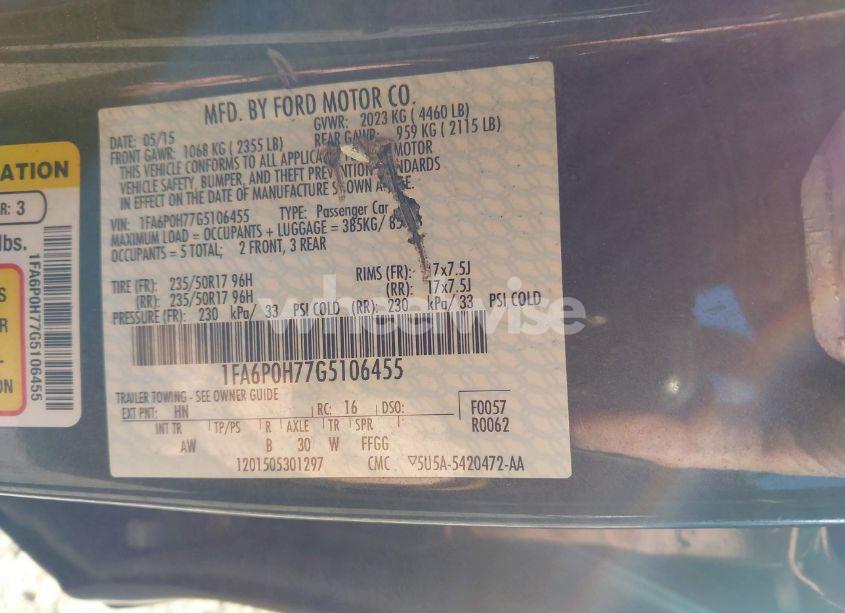 MFD. BY FORD MOTOR CO.
DATE: 05/15 GVWR: 2023 KG ( 4460 LB)
FRONT GAWR: 1068 KG ( 2355 LB) REAR GAWR: 959 KG ( 2115 LB)
THIS VEHICLE CONFORMS TO ALL MOTOR
VEHICLE SAFETY, BUMPER, AND THEFT PREVENTION STANDARDS
IN EFFECT ON THE DATE OF MANUFACTURE SHOWN
VIN: 1FA6P0H77G5106455 TYPE: Passenger Car
MAXIMUM LOAD = OCCUPANTS + LUGGAGE = 385KG/
OCCUPANTS = 5 TOTAL; 2 FRONT, 3 REAR
TIRE (FR): 235/50R17 96H RIMS (FR): 17x7.5J
(RR): 235/50R17 96H (RR): 17x7.5J
PRESSURE (FR): 230 kPa/ 33 PSI COLD (RR): 230 kPa/ 33 PSI COLD
1FA6P0H77G5106455
TRAILER TOWING - SEE OWNER GUIDE
EXT PNT: HN RC: 16 DSO: F0057
INT TR TP/PS R AXLE TR SPR R0062
AW B 30 W FFGG
1201505301297 CMC ▽5U5A-5420472-AA
ATION
R: 3
lbs.
1FA6P0H77G5106455
S
R
-
ON
wheelwise